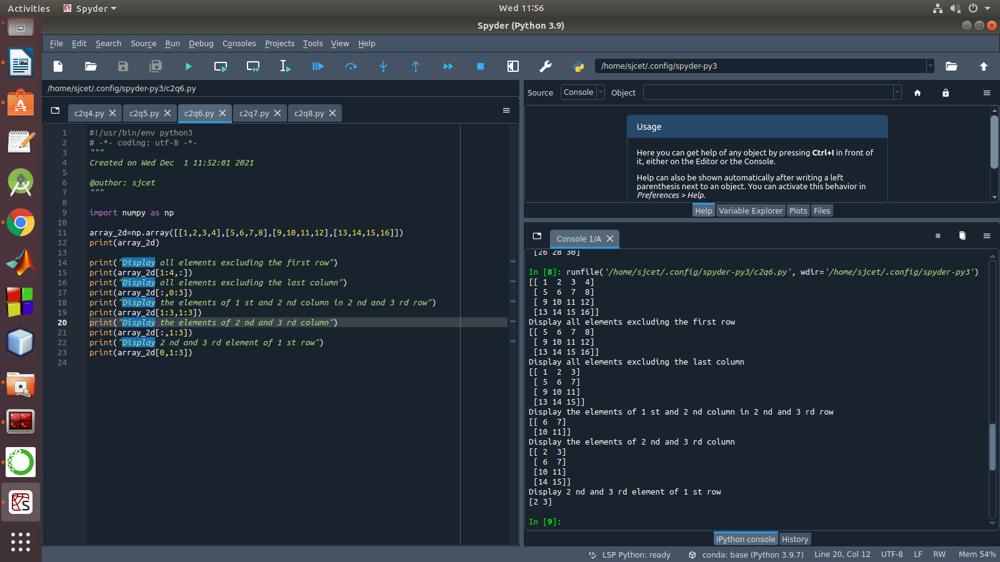 Activities
Spyder
Wed 11:56
Spyder (Python 3.9)
File Edit Search Source Run Debug Consoles Projects Tools View Help
/home/sjcet/.config/spyder-py3
/home/sjcet/.config/spyder-py3/c2q6.py
c2q4.py c2q5.py c2q6.py c2q7.py c2q8.py
1 #!/usr/bin/env python3
2 # -*- coding: utf-8 -*-
3 """
4 Created on Wed Dec  1 11:52:01 2021
5
6 @author: sjcet
7 """
8
9 import numpy as np
10
11 array_2d=np.array([[1,2,3,4],[5,6,7,8],[9,10,11,12],[13,14,15,16]])
12 print(array_2d)
13
14 print("Display all elements excluding the first row")
15 print(array_2d[1:4,:])
16 print("Display all elements excluding the last column")
17 print(array_2d[:,0:3])
18 print("Display the elements of 1 st and 2 nd column in 2 nd and 3 rd row")
19 print(array_2d[1:3,1:3])
20 print("Display the elements of 2 nd and 3 rd column")
21 print(array_2d[:,1:3])
22 print("Display 2 nd and 3 rd element of 1 st row")
23 print(array_2d[0,1:3])
24
Source Console Object
Usage
Here you can get help of any object by pressing Ctrl+I in front of
it, either on the Editor or the Console.
Help can also be shown automatically after writing a left
parenthesis next to an object. You can activate this behavior in
Preferences > Help.
Help Variable Explorer Plots Files
Console 1/A
[26 28 30]
In [8]: runfile('/home/sjcet/.config/spyder-py3/c2q6.py', wdir='/home/sjcet/.config/spyder-py3')
[[ 1  2  3  4]
 [ 5  6  7  8]
 [ 9 10 11 12]
 [13 14 15 16]]
Display all elements excluding the first row
[[ 5  6  7  8]
 [ 9 10 11 12]
 [13 14 15 16]]
Display all elements excluding the last column
[[ 1  2  3]
 [ 5  6  7]
 [ 9 10 11]
 [13 14 15]]
Display the elements of 1 st and 2 nd column in 2 nd and 3 rd row
[[ 6  7]
 [10 11]]
Display the elements of 2 nd and 3 rd column
[[ 2  3]
 [ 6  7]
 [10 11]
 [14 15]]
Display 2 nd and 3 rd element of 1 st row
[2 3]
In [9]:
IPython console History
LSP Python: ready conda: base (Python 3.9.7) Line 20, Col 12 UTF-8 LF RW Mem 54%